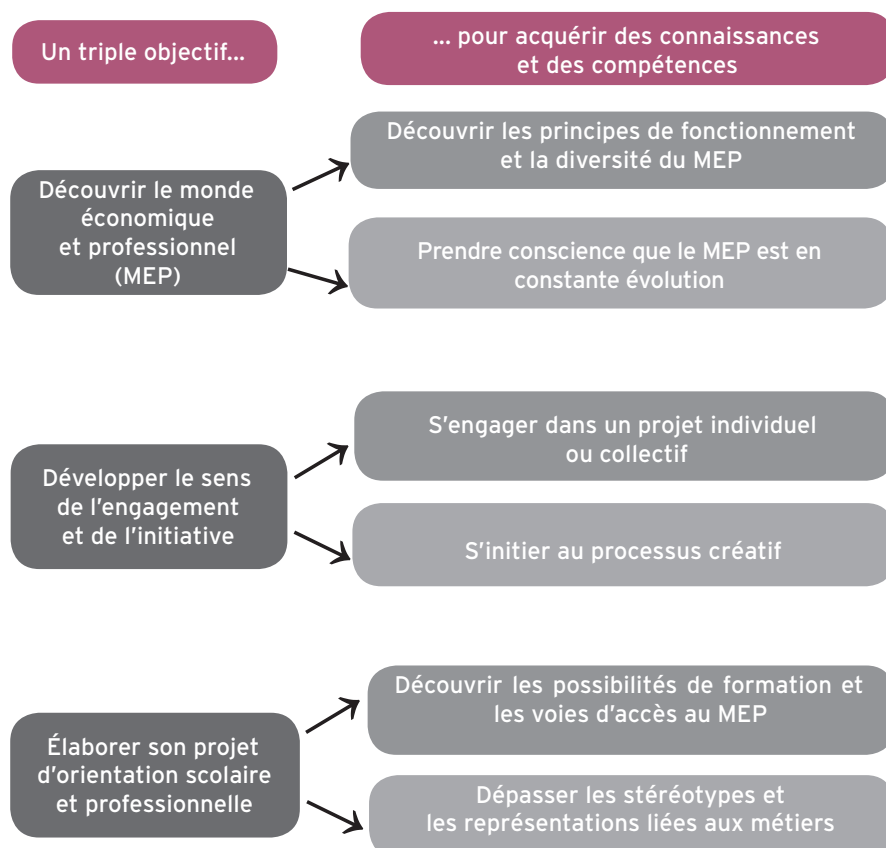 Un triple objectif...
... pour acquérir des connaissances
et des compétences
Découvrir le monde
économique
et professionnel
(MEP)
Découvrir les principes de fonctionnement
et la diversité du MEP
Prendre conscience que le MEP est en
constante évolution
Développer le sens
de l'engagement
et de l'initiative
S'engager dans un projet individuel
ou collectif
S'initier au processus créatif
Élaborer son projet
d'orientation scolaire
et professionnelle
Découvrir les possibilités de formation et
les voies d'accès au MEP
Dépasser les stéréotypes et
les représentations liées aux métiers